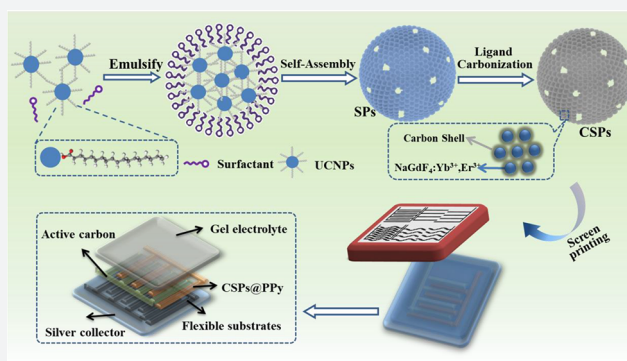 Emulsify
Self-Assembly
Ligand
Carbonization
SPs
CSPs
Carbon Shell
NaGdF₄:Yb³⁺,Er³⁺
Surfactant
UCNPs
Screen
printing
Gel electrolyte
Active carbon
CSPs@PPy
Silver collector
Flexible substrates